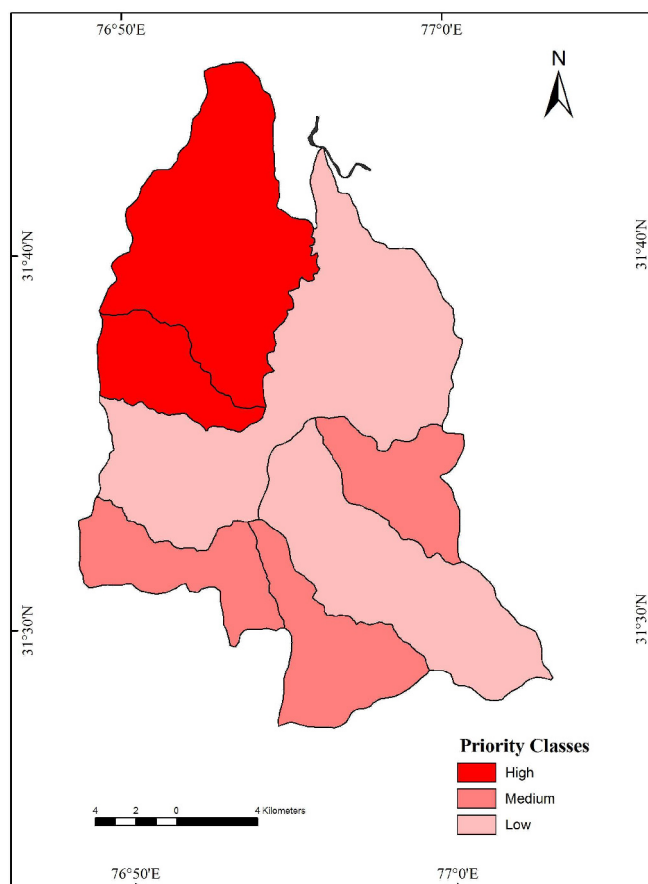 76°50'E 77°0'E
N
31°40'N 31°40'N
31°30'N 31°30'N
Priority Classes
High
Medium
Low
4 2 0 4 Kilometers
76°50'E 77°0'E